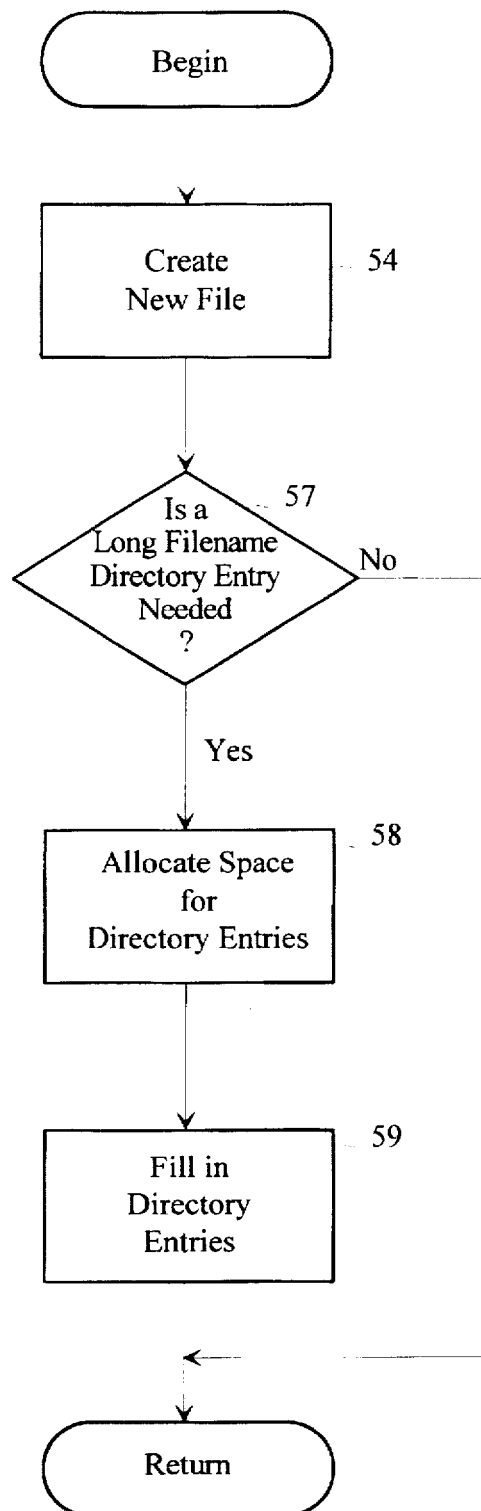 Begin
Create
New File
54
57
Is a
Long Filename
Directory Entry
Needed
?
No
Yes
58
Allocate Space
for
Directory Entries
59
Fill in
Directory
Entries
Return